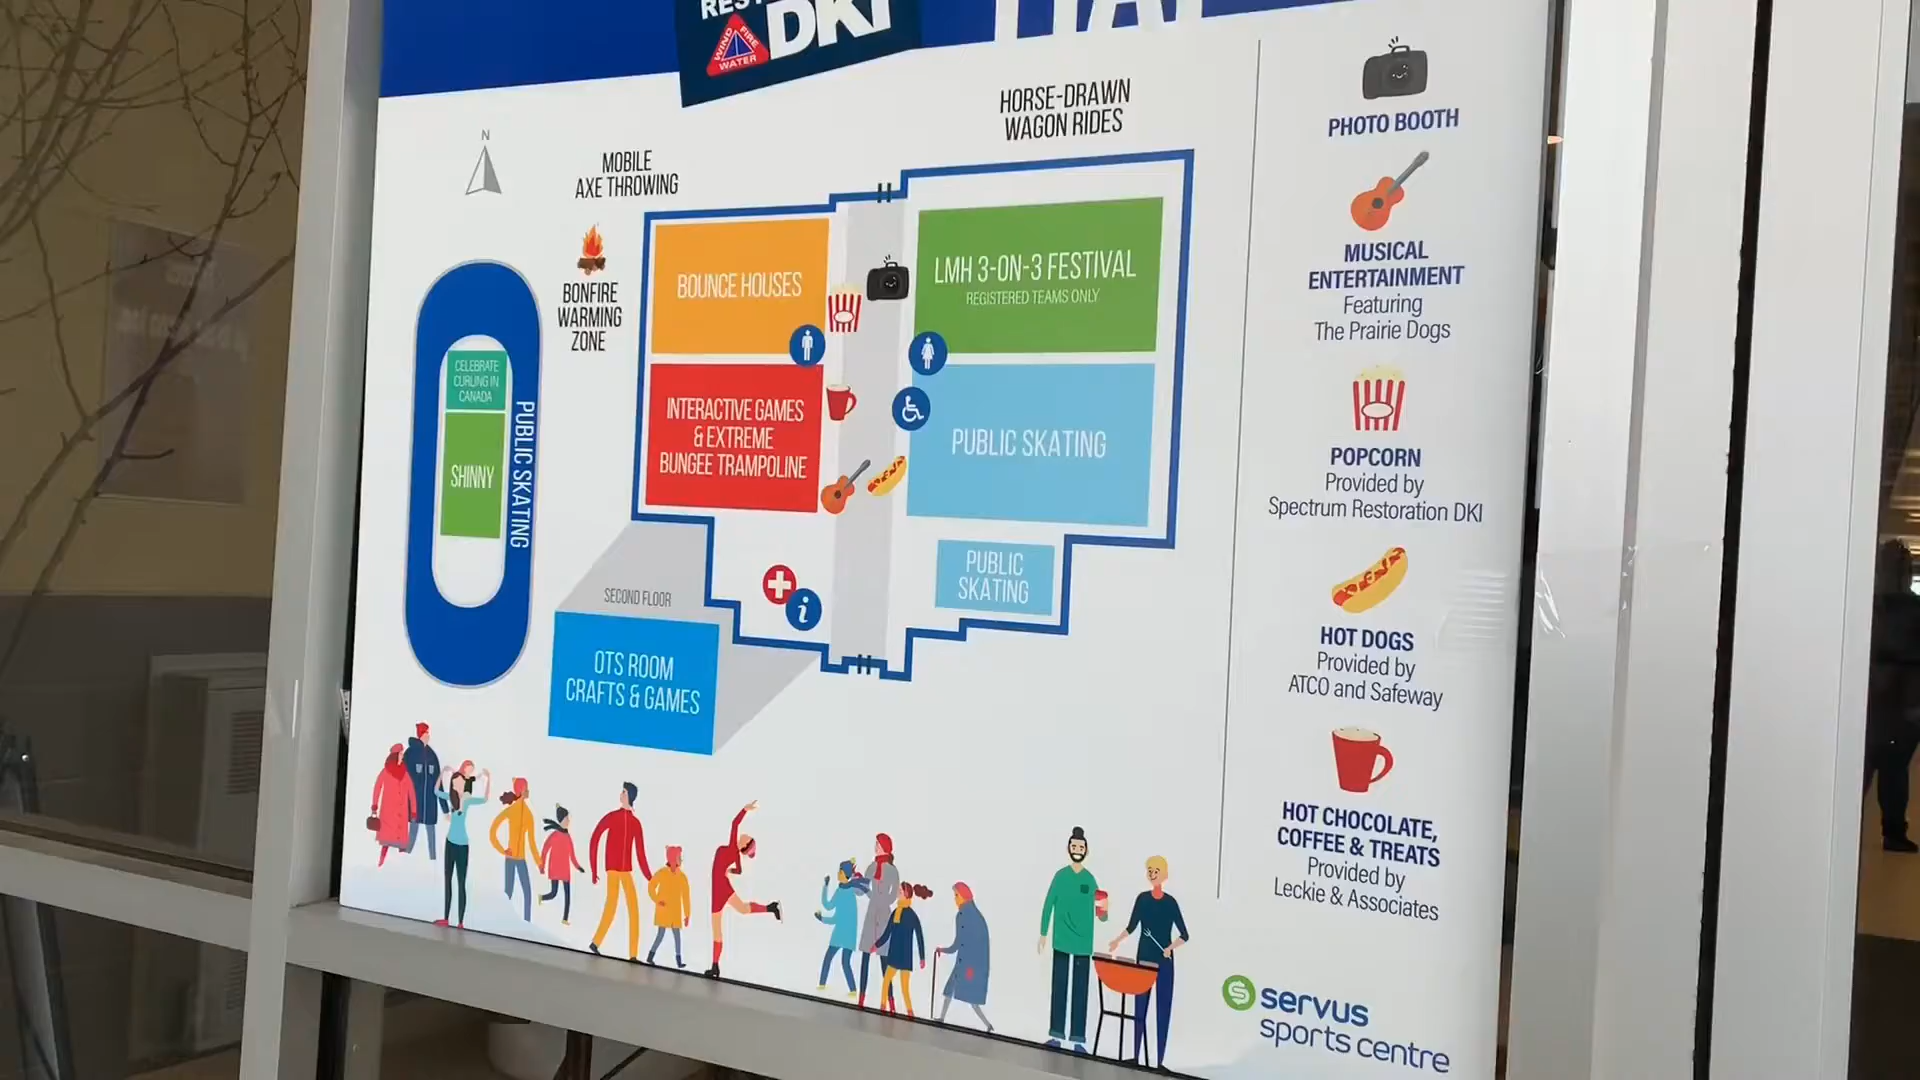 DKI
WIND
FIRE
WATER
N
HORSE-DRAWN
WAGON RIDES
MOBILE
AXE THROWING
BONFIRE
WARMING
ZONE
BOUNCE HOUSES
LMH 3-ON-3 FESTIVAL
REGISTERED TEAMS ONLY
CELEBRATE
CURLING IN
CANADA
SHINNY
PUBLIC SKATING
INTERACTIVE GAMES
& EXTREME
BUNGEE TRAMPOLINE
PUBLIC SKATING
PUBLIC
SKATING
i
SECOND FLOOR
OTS ROOM
CRAFTS & GAMES
PHOTO BOOTH
MUSICAL
ENTERTAINMENT
Featuring
The Prairie Dogs
POPCORN
Provided by
Spectrum Restoration DKI
HOT DOGS
Provided by
ATCO and Safeway
HOT CHOCOLATE,
COFFEE & TREATS
Provided by
Leckie & Associates
servus
sports centre